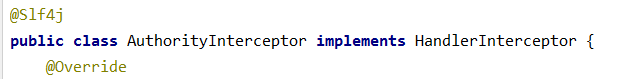 @Slf4j
public class AuthorityInterceptor implements HandlerInterceptor {
    @Override